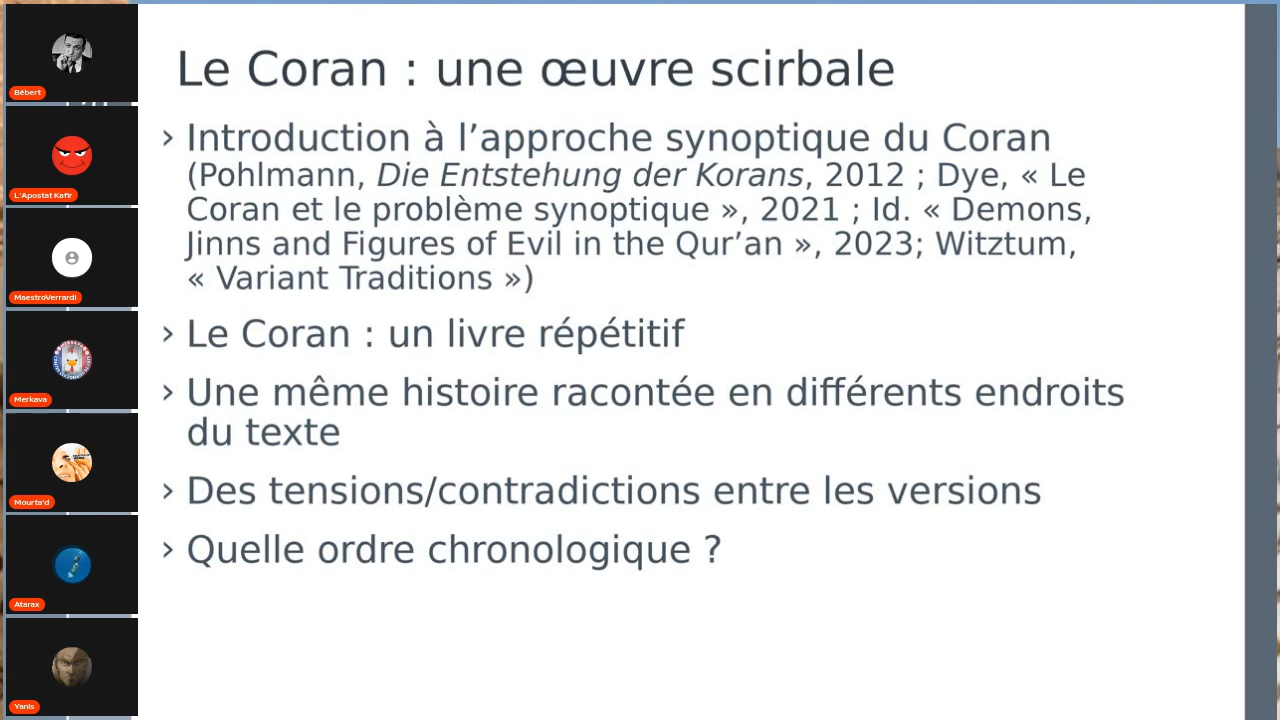 Le Coran : une œuvre scirbale
› Introduction à l’approche synoptique du Coran
(Pohlmann, Die Entstehung der Korans, 2012 ; Dye, « Le
Coran et le problème synoptique », 2021 ; Id. « Demons,
Jinns and Figures of Evil in the Qur’an », 2023; Witztum,
« Variant Traditions »)
› Le Coran : un livre répétitif
› Une même histoire racontée en différents endroits
du texte
› Des tensions/contradictions entre les versions
› Quelle ordre chronologique ?
Bébert
L'Apostat Kafir
MaestroVerrardi
Merkava
Mourta'd
Atarax
Yanis